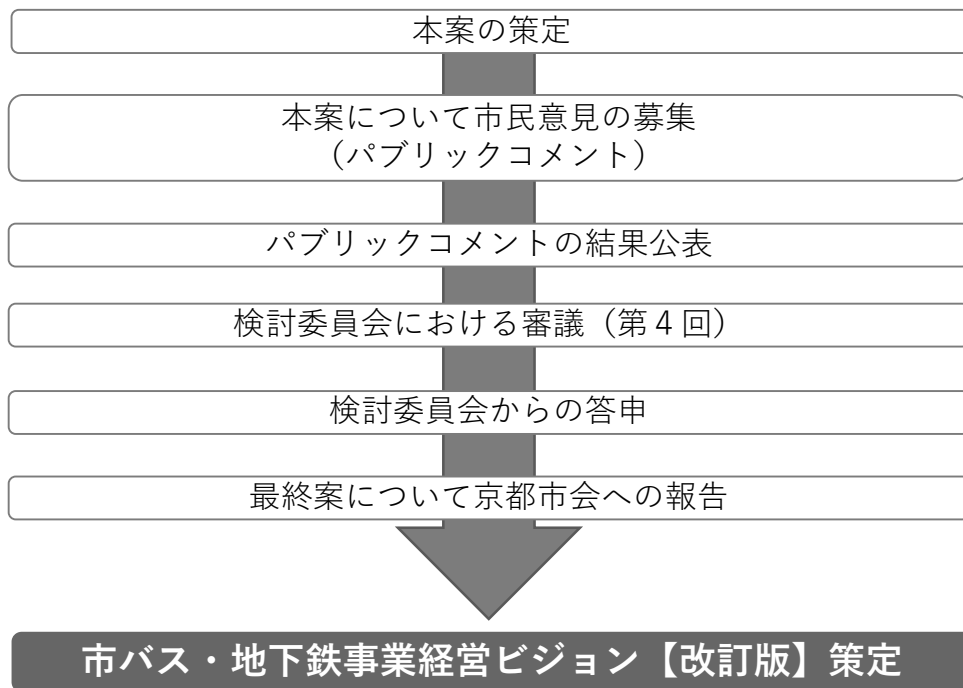 本案の策定
本案について市民意見の募集
（パブリックコメント）
パブリックコメントの結果公表
検討委員会における審議（第４回）
検討委員会からの答申
最終案について京都市会への報告
市バス・地下鉄事業経営ビジョン【改訂版】策定